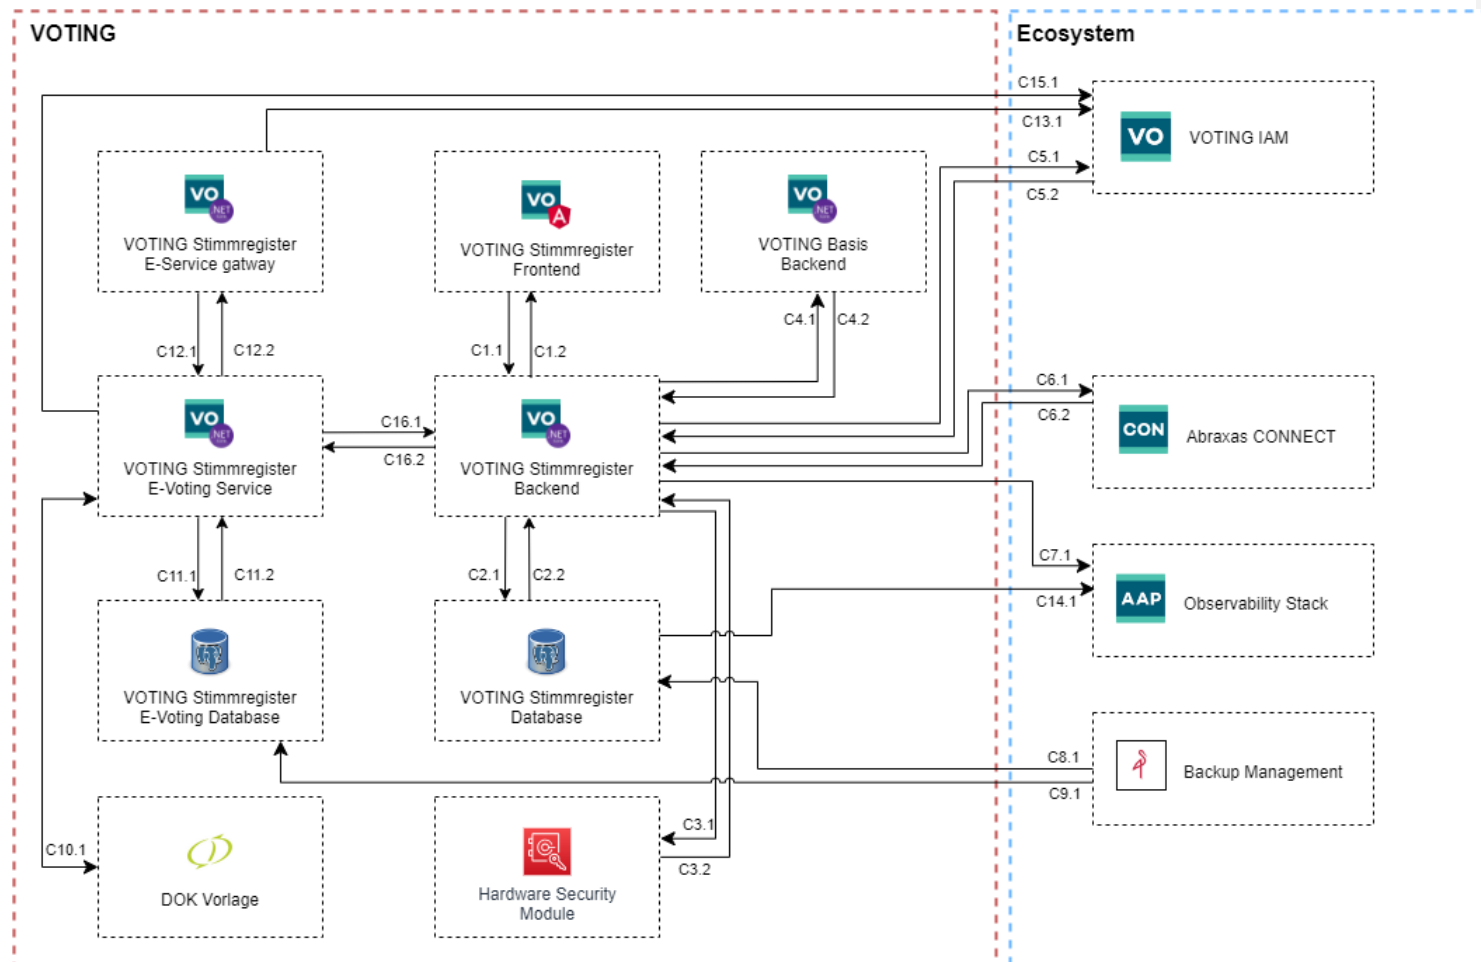 VOTING
Ecosystem
C15.1
C13.1
VO
VOTING IAM
C5.1
C5.2
VO
.NET
VOTING Stimmregister
E-Service gatway
VO
A
VOTING Stimmregister
Frontend
VO
.NET
VOTING Basis
Backend
C12.1
C12.2
C1.1
C1.2
C4.1
C4.2
VO
.NET
VOTING Stimmregister
E-Voting Service
C16.1
C16.2
VO
.NET
VOTING Stimmregister
Backend
C6.1
C6.2
CON
Abraxas CONNECT
C11.1
C11.2
C2.1
C2.2
C7.1
C14.1
AAP
Observability Stack
VOTING Stimmregister
E-Voting Database
VOTING Stimmregister
Database
C8.1
C9.1
Backup Management
C10.1
DOK Vorlage
C3.1
C3.2
Hardware Security
Module